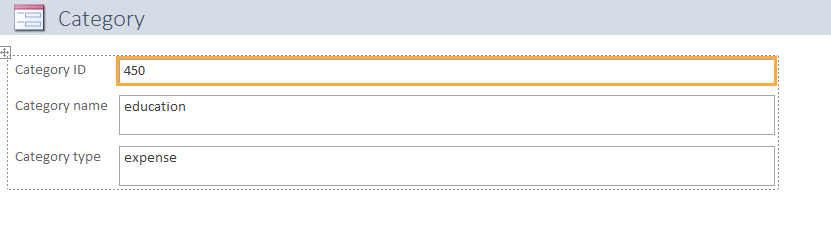 Category
Category ID 450
Category name education
Category type expense